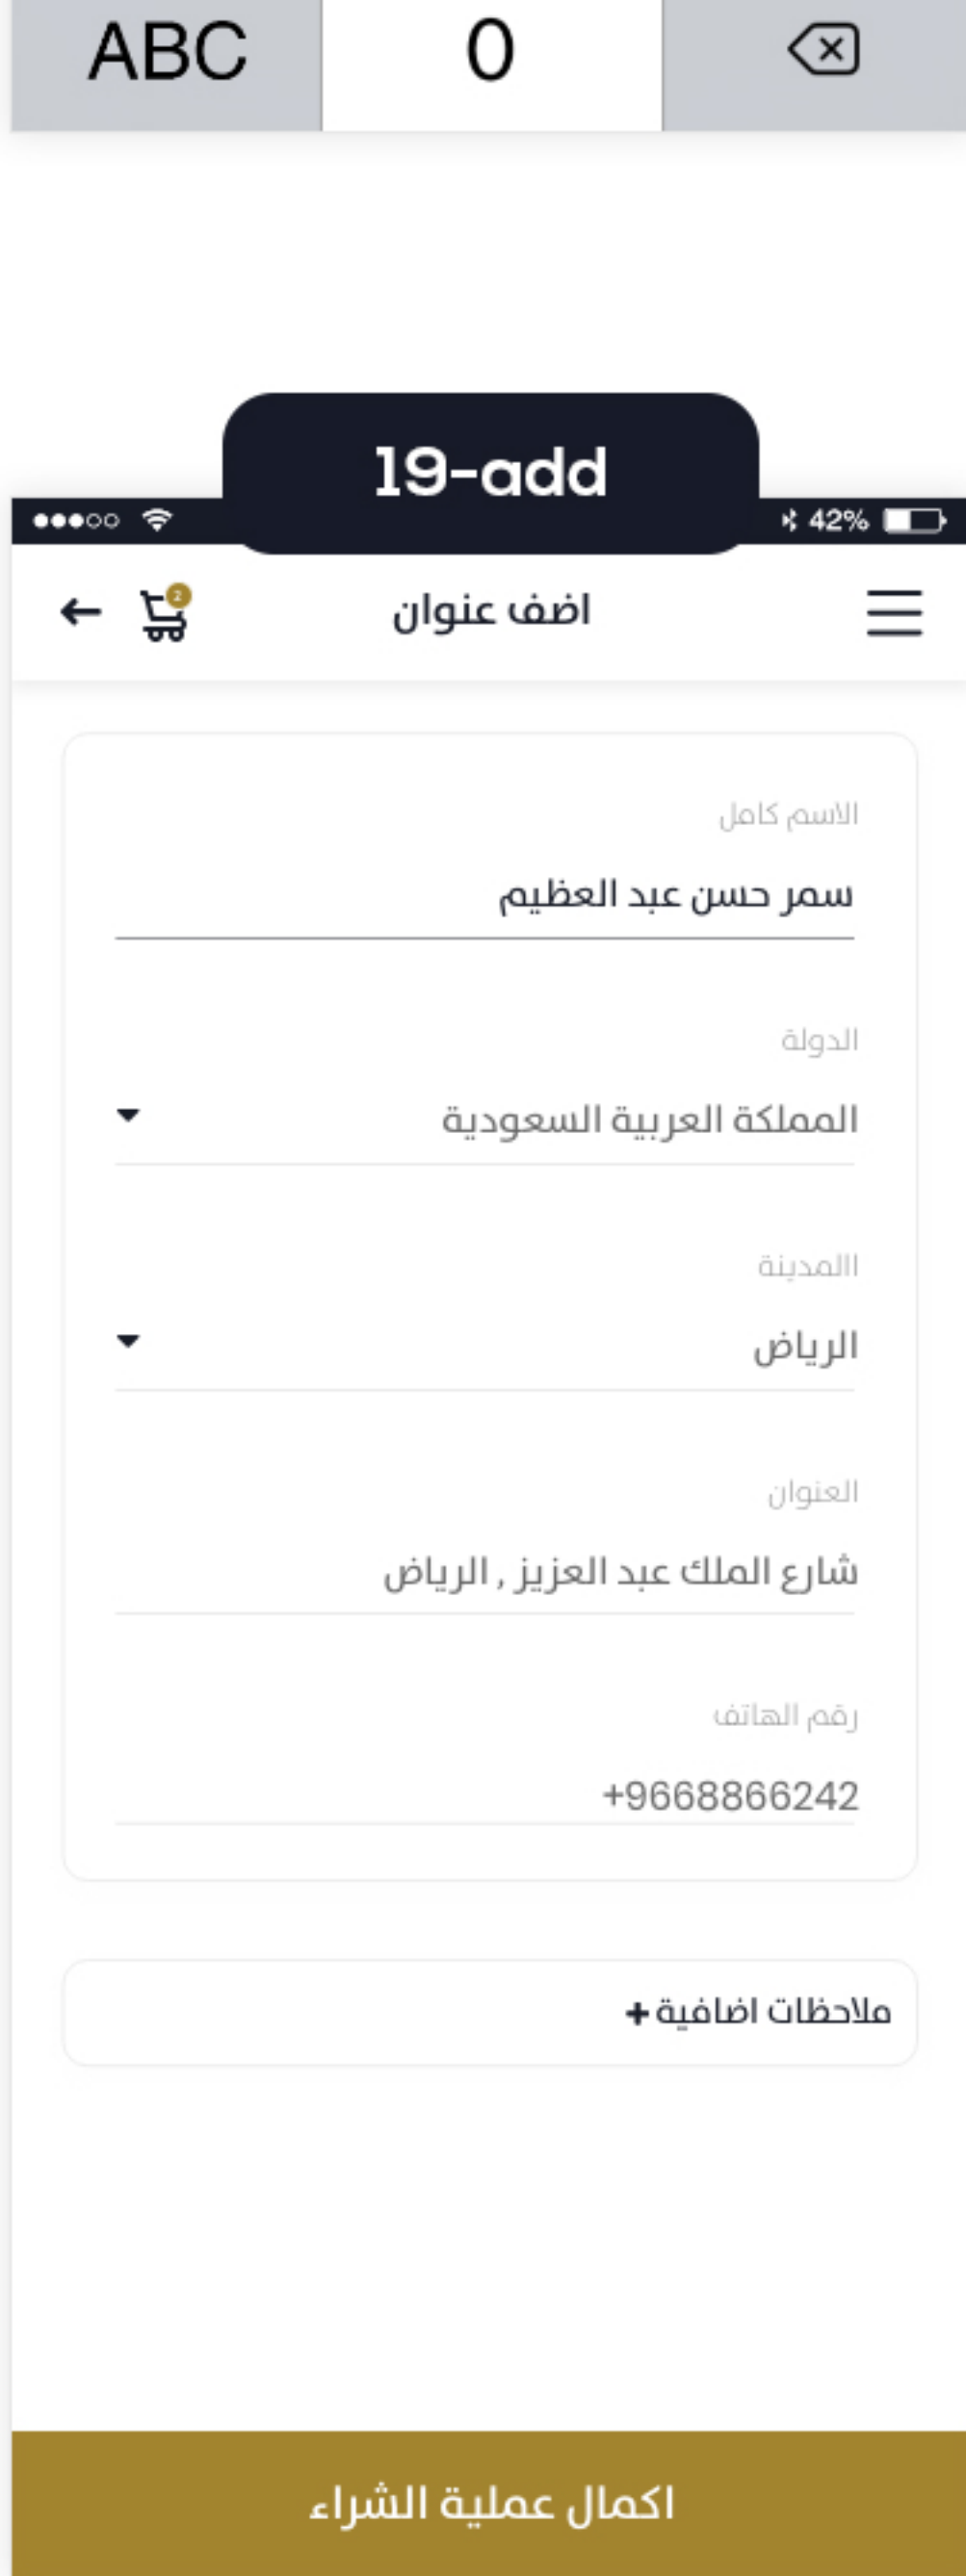 ABC 0
19-add
42%
2
اضف عنوان
الاسم كامل
سمر حسن عبد العظيم
الدولة
المملكة العربية السعودية
االمدينة
الرياض
العنوان
شارع الملك عبد العزيز , الرياض
رقم الهاتف
+9668866242
ملاحظات اضافية +
اكمال عملية الشراء